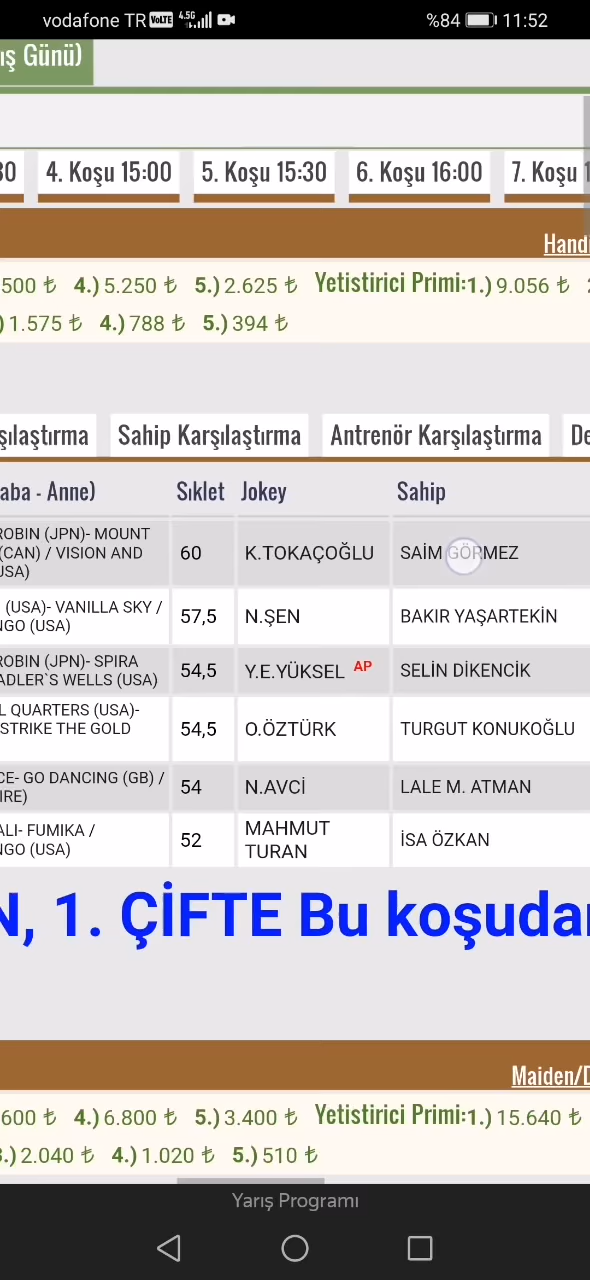 vodafone TR VoLTE 4.5G %84 11:52
ış Günü)
30 4. Koşu 15:00 5. Koşu 15:30 6. Koşu 16:00 7. Koşu 1
Handi
500 ₺ 4.) 5.250 ₺ 5.) 2.625 ₺ Yetistirici Primi:1.) 9.056 ₺ 2
) 1.575 ₺ 4.) 788 ₺ 5.) 394 ₺
şılaştırma Sahip Karşılaştırma Antrenör Karşılaştırma De
aba - Anne) Sıklet Jokey Sahip
ROBIN (JPN)- MOUNT
(CAN) / VISION AND
USA) 60 K.TOKAÇOĞLU SAİM GÖRMEZ
(USA)- VANILLA SKY /
NGO (USA) 57,5 N.ŞEN BAKIR YAŞARTEKİN
ROBIN (JPN)- SPIRA
ADLER`S WELLS (USA) 54,5 Y.E.YÜKSEL AP SELİN DİKENCİK
L QUARTERS (USA)-
STRIKE THE GOLD 54,5 O.ÖZTÜRK TURGUT KONUKOĞLU
CE- GO DANCING (GB) /
IRE) 54 N.AVCİ LALE M. ATMAN
ALI- FUMIKA /
NGO (USA) 52 MAHMUT
TURAN İSA ÖZKAN
N, 1. ÇİFTE Bu koşudan
Maiden/D
600 ₺ 4.) 6.800 ₺ 5.) 3.400 ₺ Yetistirici Primi:1.) 15.640 ₺
3.) 2.040 ₺ 4.) 1.020 ₺ 5.) 510 ₺
Yarış Programı